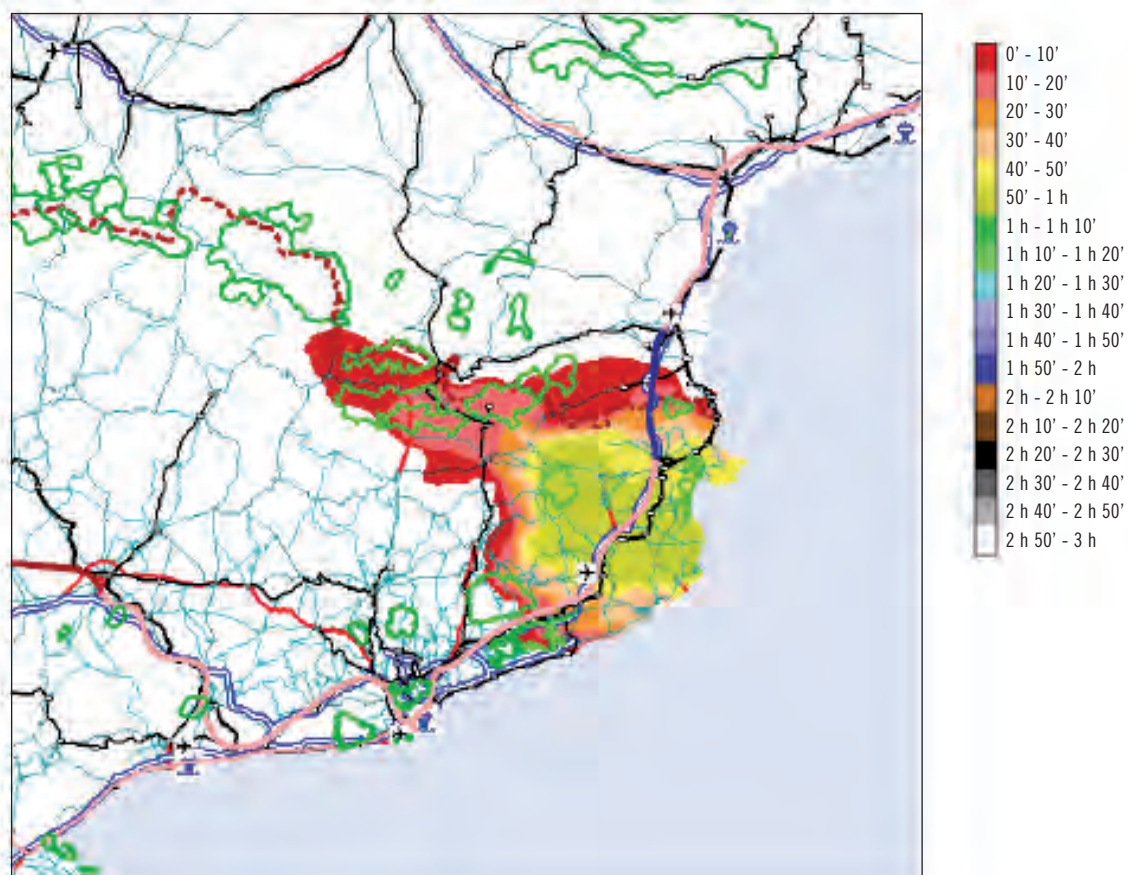 0’ - 10’
10’ - 20’
20’ - 30’
30’ - 40’
40’ - 50’
50’ - 1 h
1 h - 1 h 10’
1 h 10’ - 1 h 20’
1 h 20’ - 1 h 30’
1 h 30’ - 1 h 40’
1 h 40’ - 1 h 50’
1 h 50’ - 2 h
2 h - 2 h 10’
2 h 10’ - 2 h 20’
2 h 20’ - 2 h 30’
2 h 30’ - 2 h 40’
2 h 40’ - 2 h 50’
2 h 50’ - 3 h